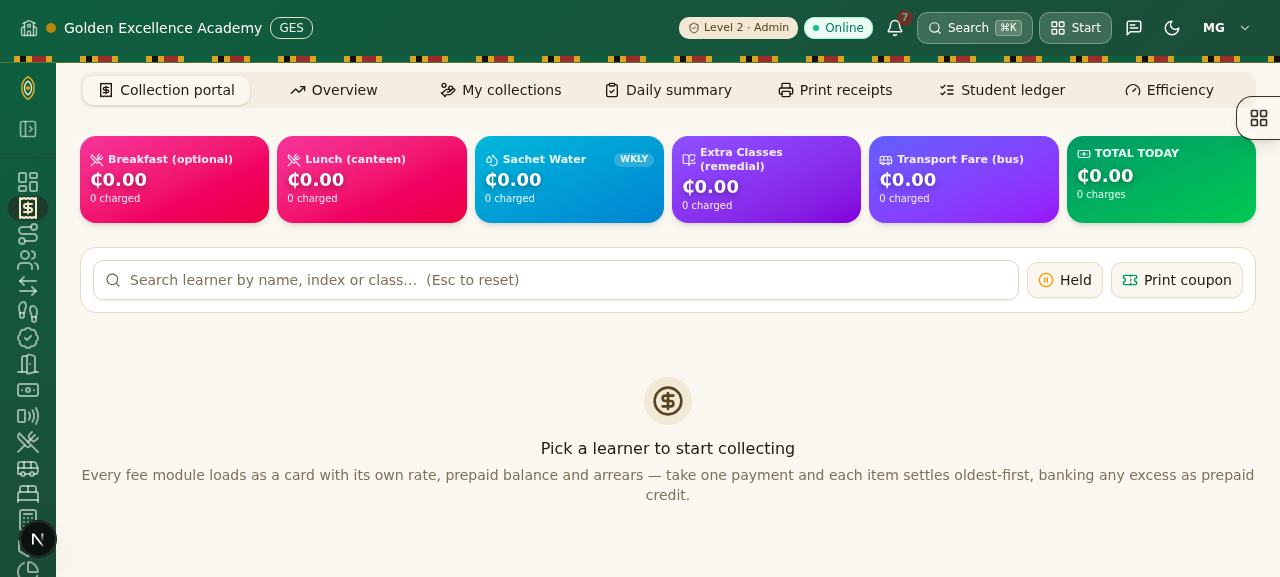 Golden Excellence Academy GES Level 2 · Admin Online 7 Search ⌘K Start MG
Collection portal Overview My collections Daily summary Print receipts Student ledger Efficiency
Breakfast (optional)
₵0.00
0 charged
Lunch (canteen)
₵0.00
0 charged
Sachet Water WKLY
₵0.00
0 charged
Extra Classes
(remedial)
₵0.00
0 charged
Transport Fare (bus)
₵0.00
0 charged
TOTAL TODAY
₵0.00
0 charges
Search learner by name, index or class... (Esc to reset) Held Print coupon
Pick a learner to start collecting
Every fee module loads as a card with its own rate, prepaid balance and arrears — take one payment and each item settles oldest-first, banking any excess as prepaid
credit.
N